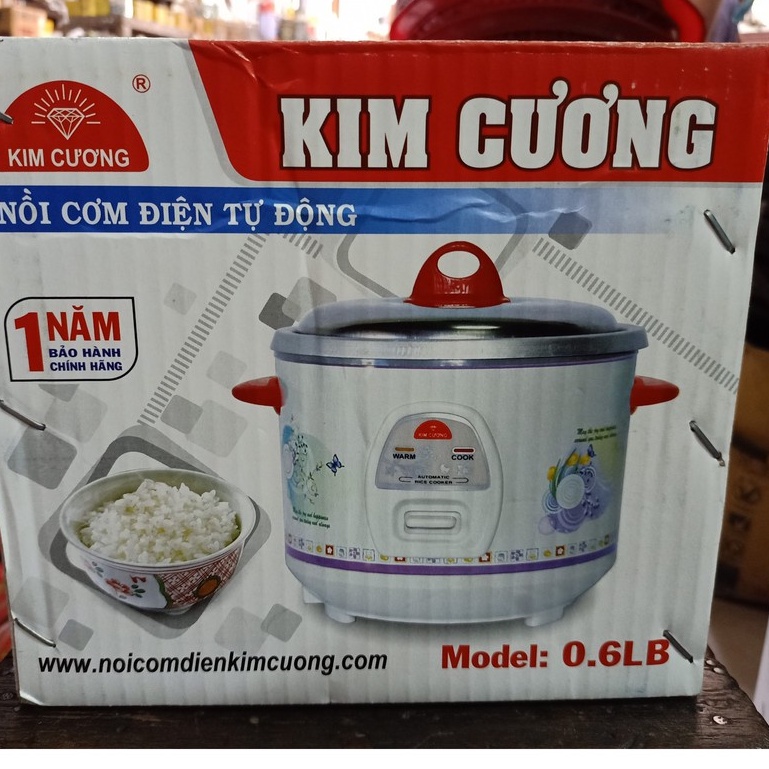 ®
KIM CƯƠNG
KIM CƯƠNG
NỒI CƠM ĐIỆN TỰ ĐỘNG
1 NĂM
BẢO HÀNH
CHÍNH HÃNG
KIM CƯƠNG
WARM
COOK
AUTOMATIC
RICE COOKER
www.noicomdienkimcuong.com
Model: 0.6LB